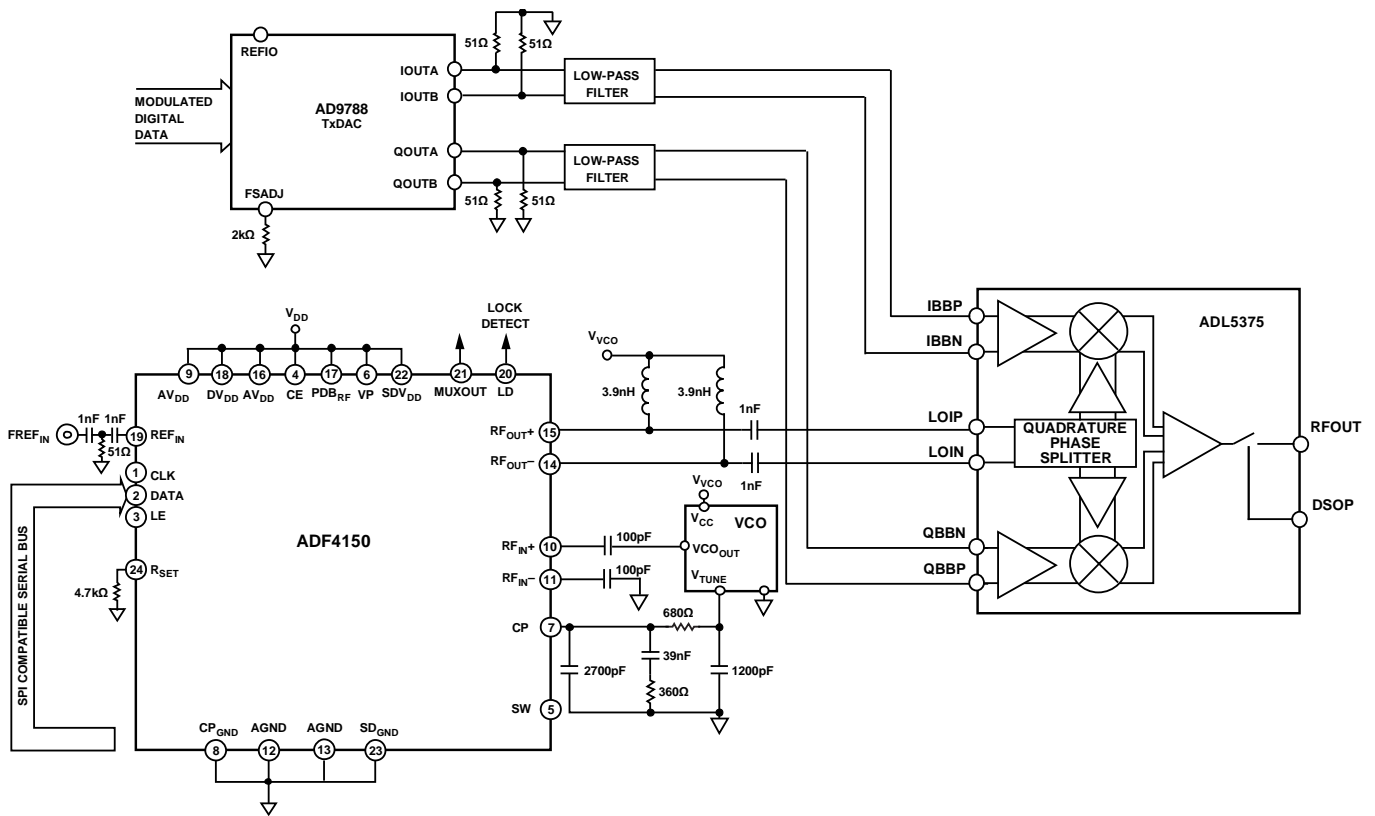 REFIO
51Ω
51Ω
IOUTA
LOW-PASS
FILTER
IOUTB
MODULATED
DIGITAL
DATA
AD9788
TxDAC
QOUTA
LOW-PASS
FILTER
QOUTB
FSADJ
51Ω
51Ω
2kΩ
VDD
LOCK
DETECT
VVCO
9
18
16
4
17
6
22
21
20
AVDD
DVDD
AVDD
CE
PDBRF
VP
SDVDD
MUXOUT
LD
3.9nH
3.9nH
1nF
1nF
1nF
FREFIN
19
REFIN
51Ω
RFOUT+
15
RFOUT−
14
1nF
1
CLK
2
DATA
3
LE
SPI COMPATIBLE SERIAL BUS
24
RSET
4.7kΩ
ADF4150
RFIN+
10
100pF
RFIN−
11
100pF
VVCO
VCC
VCO
VCOOUT
VTUNE
680Ω
CP
7
39nF
2700pF
1200pF
360Ω
SW
5
CPGND
AGND
AGND
SDGND
8
12
13
23
IBBP
IBBN
ADL5375
LOIP
LOIN
QUADRATURE
PHASE
SPLITTER
RFOUT
DSOP
QBBN
QBBP